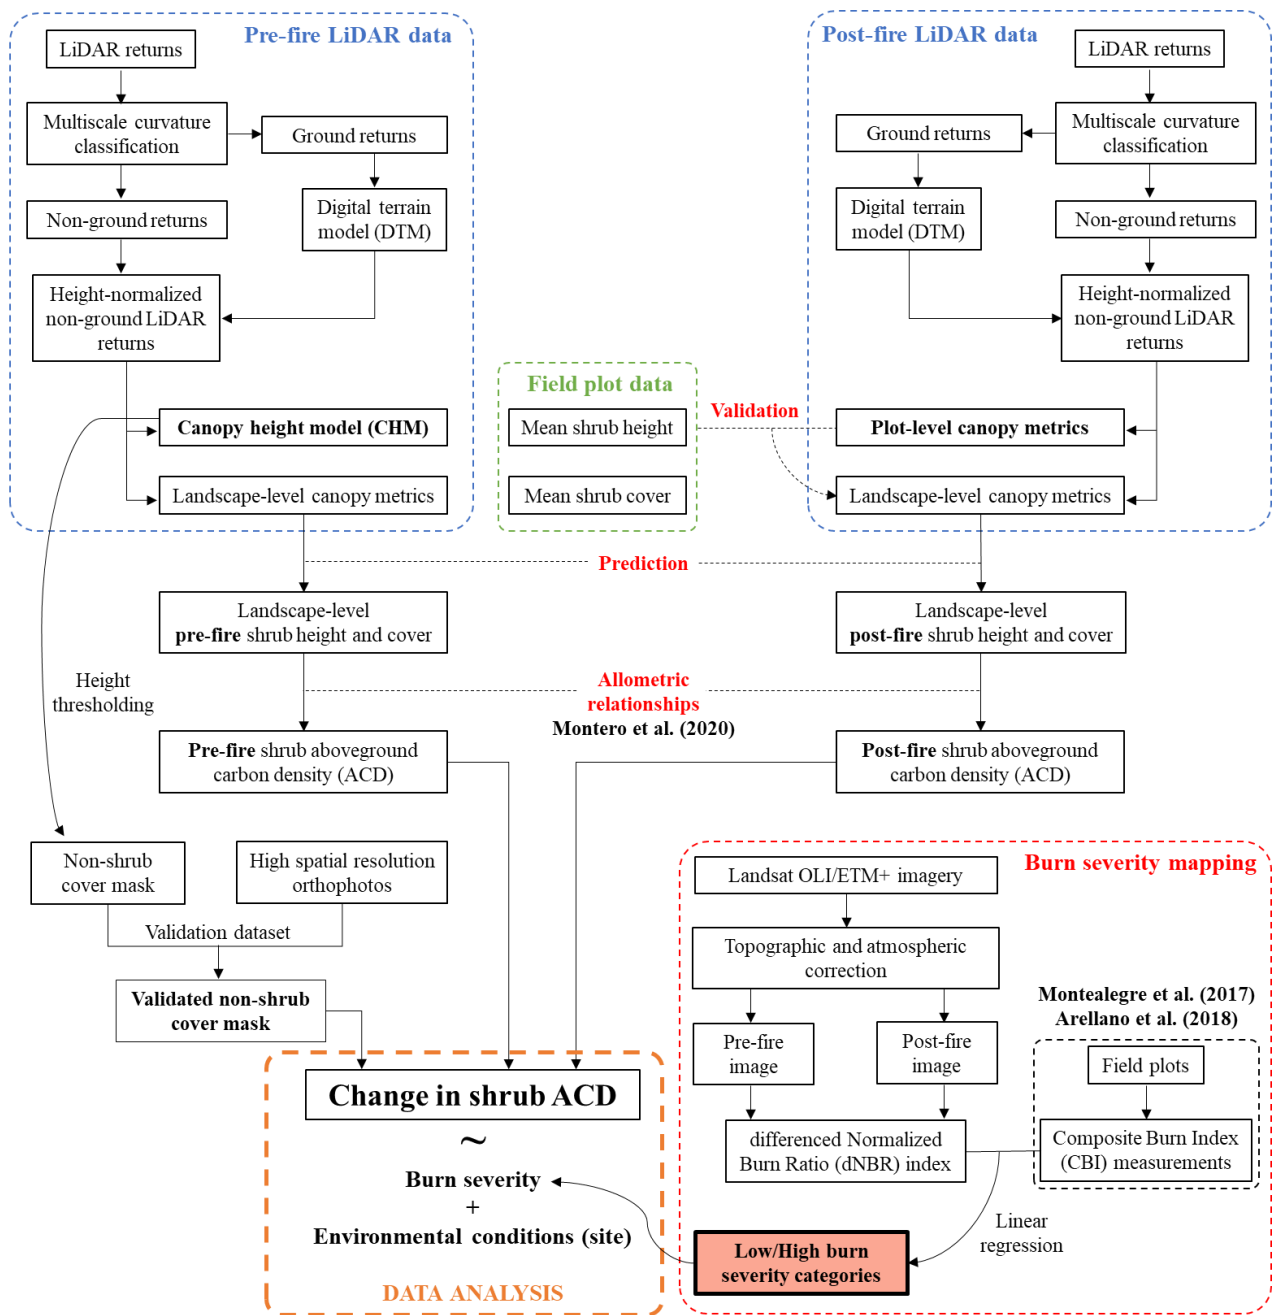 Pre-fire LiDAR data
LiDAR returns
Multiscale curvature
classification
Ground returns
Non-ground returns
Digital terrain
model (DTM)
Height-normalized
non-ground LiDAR
returns
Canopy height model (CHM)
Landscape-level canopy metrics
Post-fire LiDAR data
LiDAR returns
Multiscale curvature
classification
Ground returns
Digital terrain
model (DTM)
Non-ground returns
Height-normalized
non-ground LiDAR
returns
Plot-level canopy metrics
Landscape-level canopy metrics
Field plot data
Mean shrub height
Mean shrub cover
Validation
Prediction
Landscape-level
pre-fire shrub height and cover
Landscape-level
post-fire shrub height and cover
Height
thresholding
Allometric
relationships
Montero et al. (2020)
Pre-fire shrub aboveground
carbon density (ACD)
Post-fire shrub aboveground
carbon density (ACD)
Non-shrub
cover mask
High spatial resolution
orthophotos
Validation dataset
Validated non-shrub
cover mask
Burn severity mapping
Landsat OLI/ETM+ imagery
Topographic and atmospheric
correction
Pre-fire
image
Post-fire
image
Montealegre et al. (2017)
Arellano et al. (2018)
Field plots
Composite Burn Index
(CBI) measurements
differenced Normalized
Burn Ratio (dNBR) index
Linear
regression
Low/High burn
severity categories
Change in shrub ACD
~
Burn severity
+
Environmental conditions (site)
DATA ANALYSIS